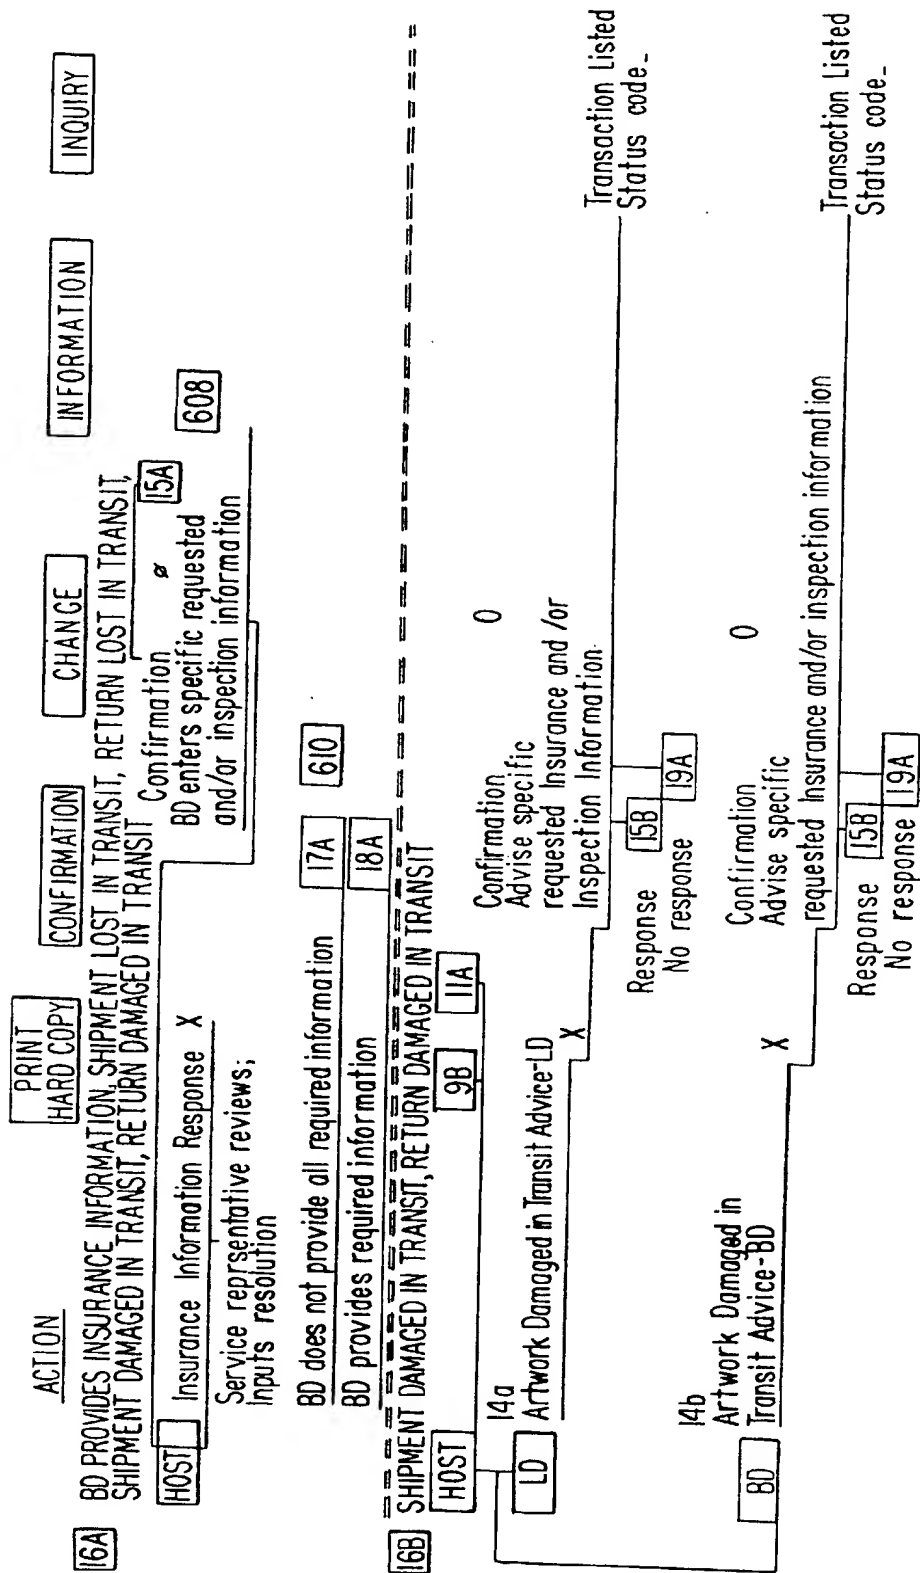 ACTION
PRINT
HARD COPY
CONFIRMATION
CHANGE
INFORMATION
INQUIRY
16A
BD PROVIDES INSURANCE INFORMATION, SHIPMENT LOST IN TRANSIT, RETURN LOST IN TRANSIT,
SHIPMENT DAMAGED IN TRANSIT, RETURN DAMAGED IN TRANSIT
15A
HOST
Insurance Information Response X
Service reprsentative reviews;
inputs resolution
Confirmation ø
BD enters specific requested
and/or inspection information
608
BD does not provide all required information
17A
610
BD provides required information
18A
16B
SHIPMENT DAMAGED IN TRANSIT, RETURN DAMAGED IN TRANSIT
HOST
9B
11A
LD
14a
Artwork Damaged in Transit Advice-LD
X
Confirmation O
Advise specific
requested Insurance and /or
Inspection Information
Transaction Listed
Status code_
Response
15B
No response
19A
BD
14b
Artwork Damaged in
Transit Advice-BD
X
Confirmation O
Advise specific
requested Insurance and/or inspection information
Transaction Listed
Status code_
Response
15B
No response
19A